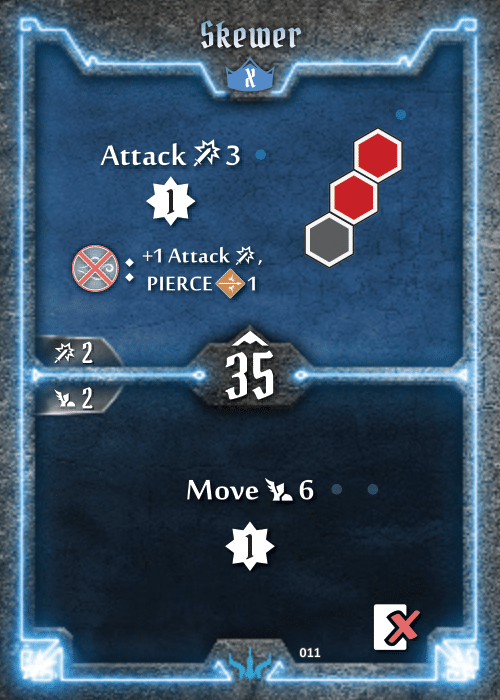 Skewer
X
Attack 3
1
: +1 Attack ,
PIERCE 1
2
35
2
Move 6
1
011